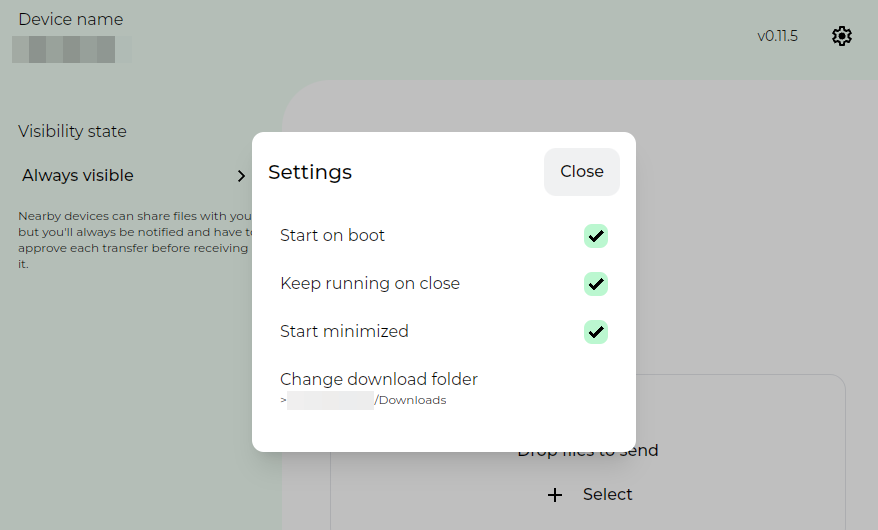 Device name
v0.11.5
Visibility state
Always visible
Nearby devices can share files with you
but you'll always be notified and have to
approve each transfer before receiving
it.
Settings
Close
Start on boot
Keep running on close
Start minimized
Change download folder
> /Downloads
Drop files to send
Select